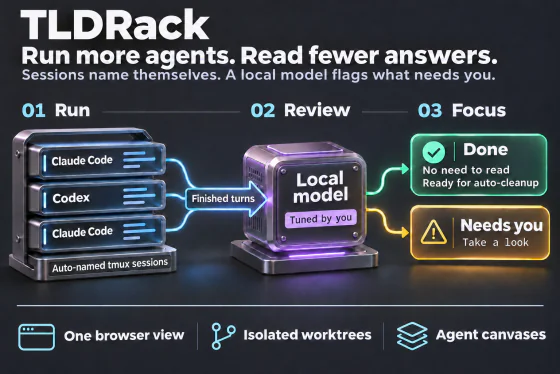 TLDRack
Run more agents. Read fewer answers.
Sessions name themselves. A local model flags what needs you.
01 Run
02 Review
03 Focus
Claude Code
Codex
Claude Code
Auto-named tmux sessions
Finished turns
Local
model
Tuned by you
Done
No need to read
Ready for auto-cleanup
Needs you
Take a look
One browser view
Isolated worktrees
Agent canvases